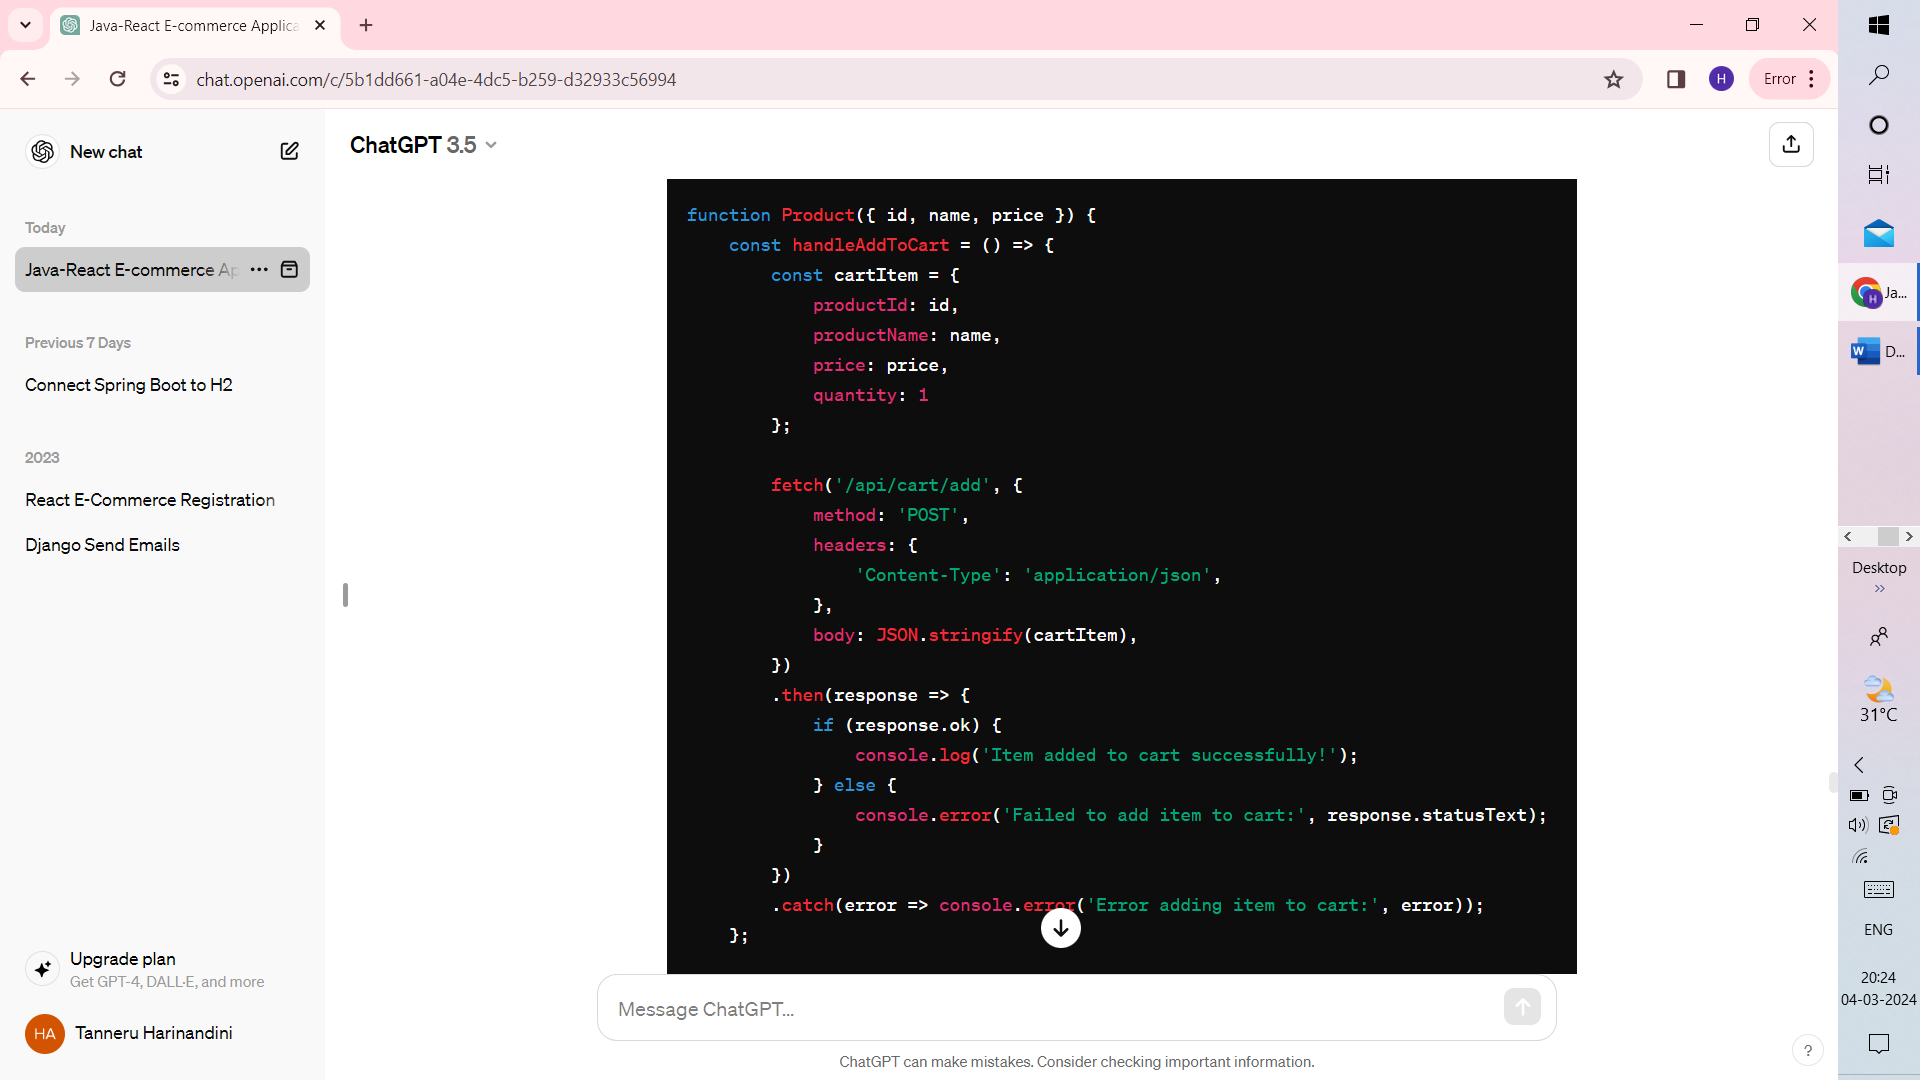 Java-React E-commerce Applica
chat.openai.com/c/5b1dd661-a04e-4dc5-b259-d32933c56994
H
Error
New chat
Today
Java-React E-commerce Ap
Previous 7 Days
Connect Spring Boot to H2
2023
React E-Commerce Registration
Django Send Emails
Upgrade plan
Get GPT-4, DALL·E, and more
HA
Tanneru Harinandini
ChatGPT 3.5
function Product({ id, name, price }) {
const handleAddToCart = () => {
const cartItem = {
productId: id,
productName: name,
price: price,
quantity: 1
};
fetch('/api/cart/add', {
method: 'POST',
headers: {
'Content-Type': 'application/json',
},
body: JSON.stringify(cartItem),
})
.then(response => {
if (response.ok) {
console.log('Item added to cart successfully!');
} else {
console.error('Failed to add item to cart:', response.statusText);
}
})
.catch(error => console.error('Error adding item to cart:', error));
};
Message ChatGPT...
ChatGPT can make mistakes. Consider checking important information.
?
H
Ja...
W
D...
Desktop
31°C
ENG
20:24
04-03-2024